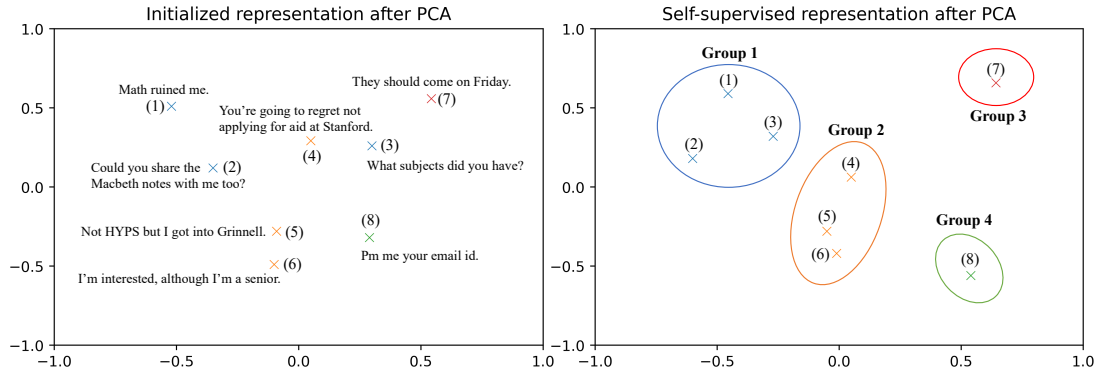 Initialized representation after PCA
1.0
0.5
0.0
−0.5
−1.0
−1.0
−0.5
0.0
0.5
1.0
Math ruined me.
(1)
They should come on Friday.
(7)
You’re going to regret not
applying for aid at Stanford.
(4)
(3)
What subjects did you have?
Could you share the
Macbeth notes with me too?
(2)
(8)
Pm me your email id.
Not HYPS but I got into Grinnell.
(5)
(6)
I’m interested, although I’m a senior.
Self-supervised representation after PCA
1.0
0.5
0.0
−0.5
−1.0
−1.0
−0.5
0.0
0.5
1.0
Group 1
(1)
(3)
(2)
Group 2
(4)
(5)
(6)
(7)
Group 3
Group 4
(8)